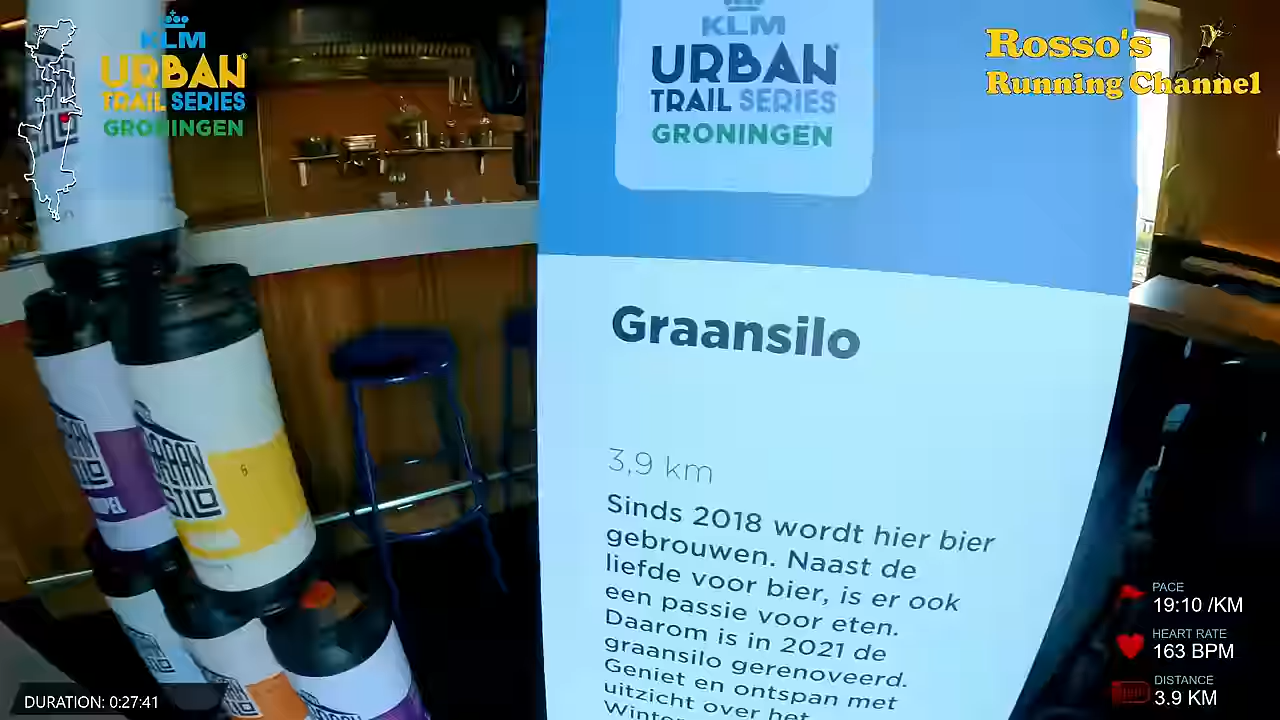 KLM
URBAN
TRAIL SERIES
GRONINGEN
KLM
URBAN
TRAIL SERIES
GRONINGEN
Rosso's
Running Channel
Graansilo
3,9 km
Sinds 2018 wordt hier bier
gebrouwen. Naast de
liefde voor bier, is er ook
een passie voor eten.
Daarom is in 2021 de
graansilo gerenoveerd.
Geniet en ontspan met
uitzicht over het
PACE
19:10 /KM
HEART RATE
163 BPM
DISTANCE
3.9 KM
DURATION: 0:27:41